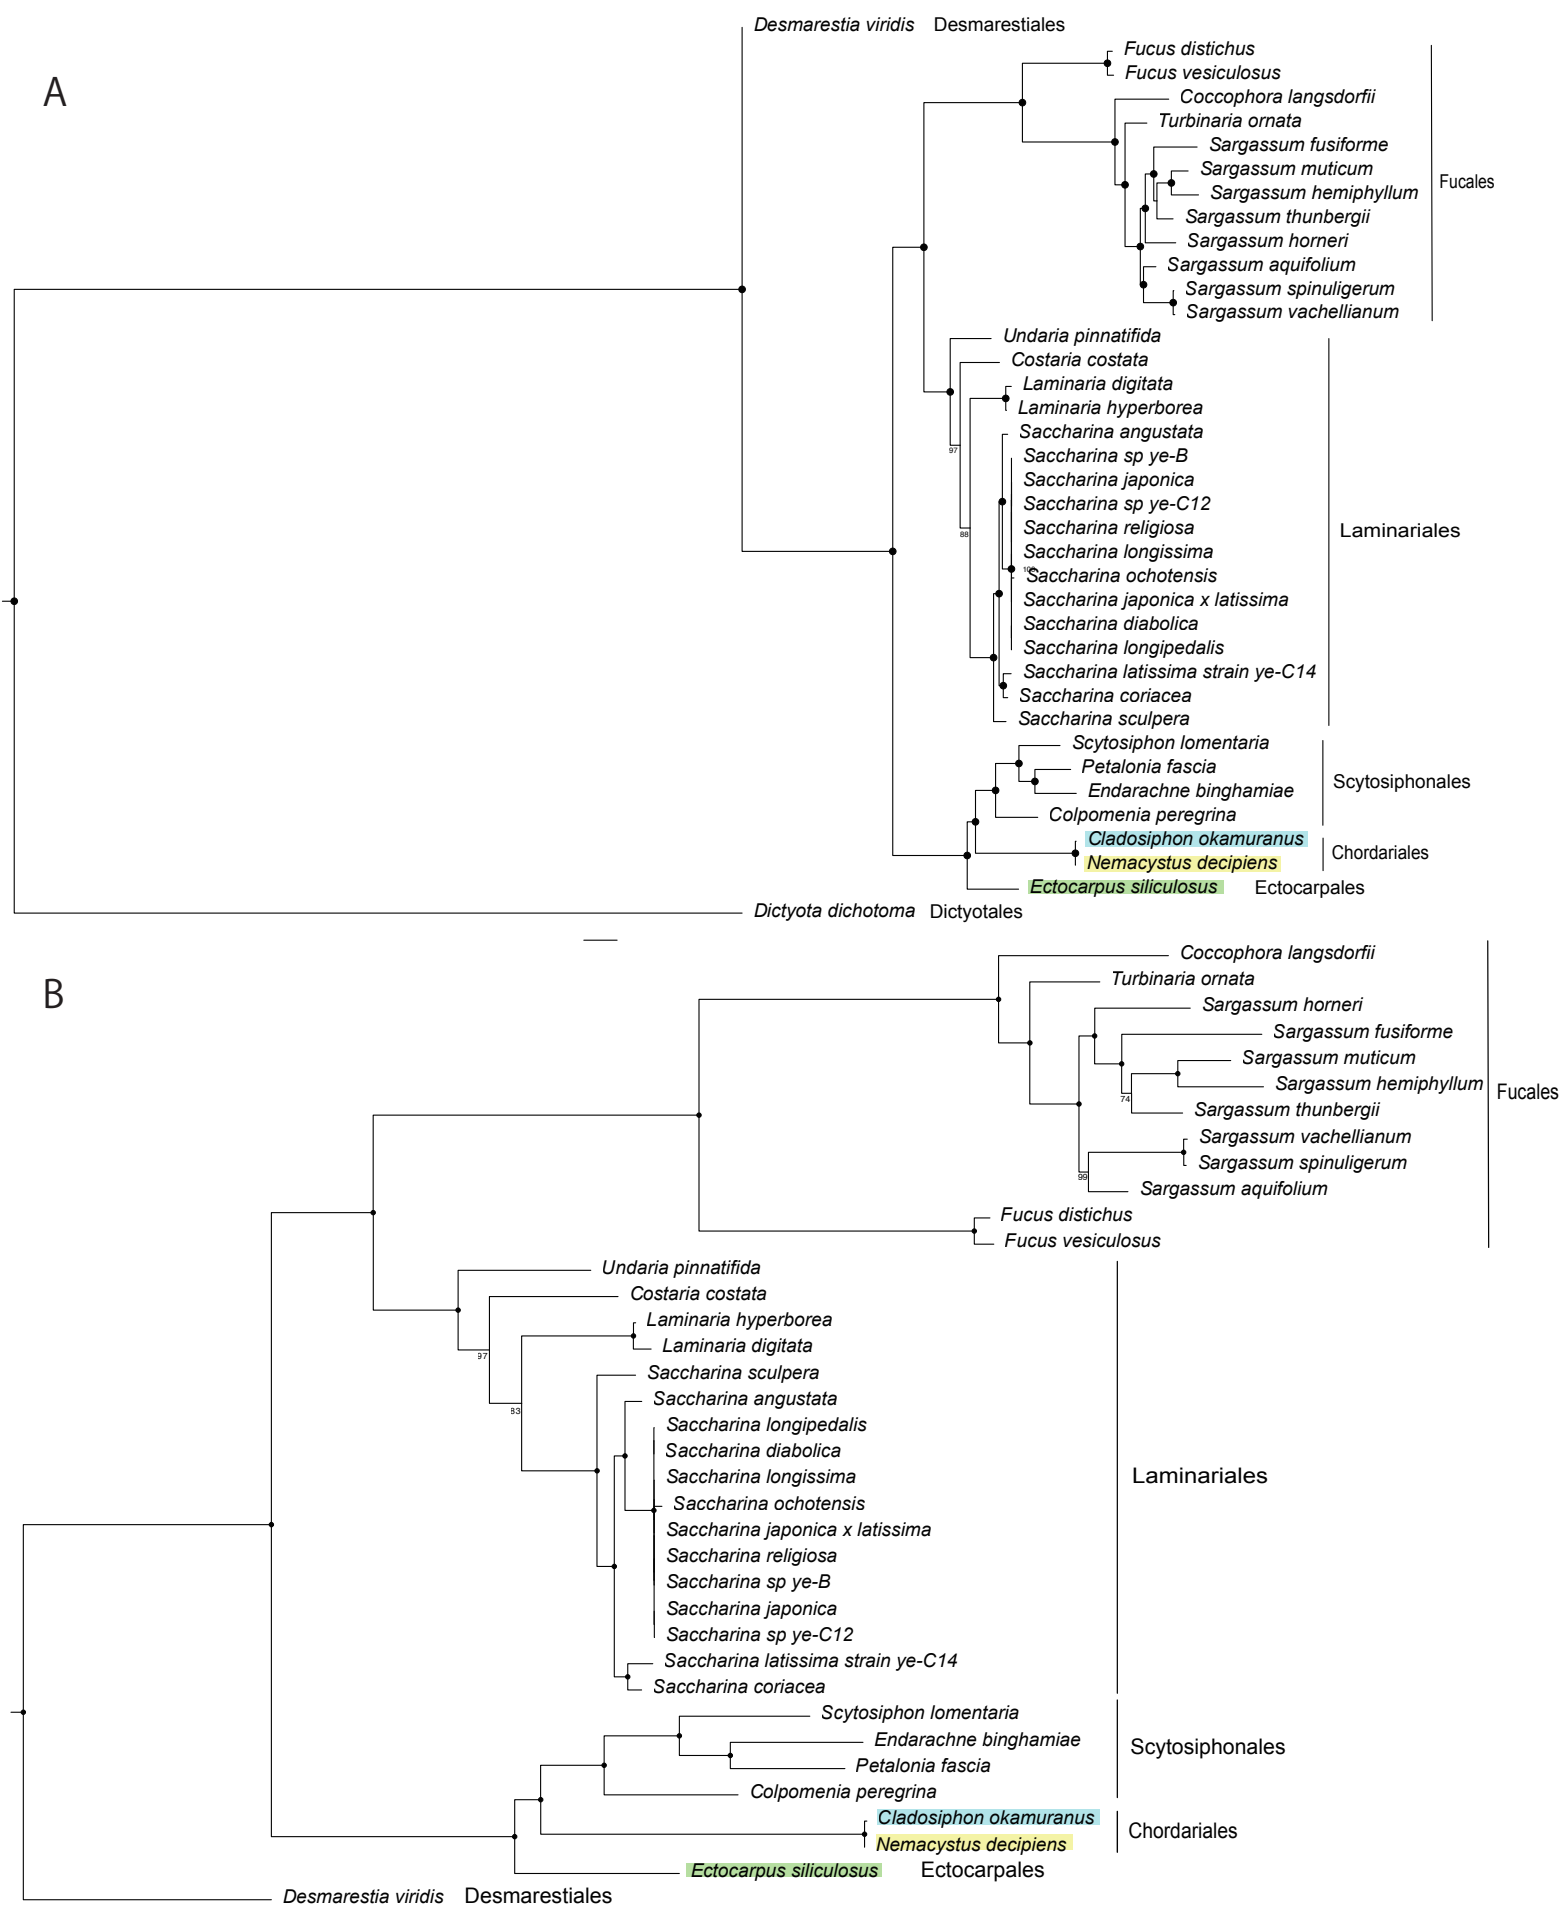 Desmarestia viridis Desmarestiales
A
Fucus distichus
Fucus vesiculosus
Coccophora langsdorfii
Turbinaria ornata
Sargassum fusiforme
Sargassum muticum
Fucales
Sargassum hemiphyllum
Sargassum thunbergii
Sargassum horneri
Sargassum aquifolium
Sargassum spinuligerum
Sargassum vachellianum
Undaria pinnatifida
Costaria costata
Laminaria digitata
Laminaria hyperborea
Saccharina angustata
97
Saccharina sp ye-B
Saccharina japonica
Saccharina sp ye-C12
Saccharina religiosa
Laminariales
88
Saccharina longissima
Saccharina ochotensis
Saccharina japonica x latissima
Saccharina diabolica
Saccharina longipedalis
Saccharina latissima strain ye-C14
Saccharina coriacea
Saccharina sculpera
Scytosiphon lomentaria
Petalonia fascia
Scytosiphonales
Endarachne binghamiae
Colpomenia peregrina
Cladosiphon okamuranus
Chordariales
Nemacystus decipiens
Ectocarpus siliculosus Ectocarpales
Dictyota dichotoma Dictyotales
B
Coccophora langsdorfii
Turbinaria ornata
Sargassum horneri
Sargassum fusiforme
Sargassum muticum
Sargassum hemiphyllum
Fucales
74
Sargassum thunbergii
Sargassum vachellianum
Sargassum spinuligerum
99
Sargassum aquifolium
Fucus distichus
Fucus vesiculosus
Undaria pinnatifida
Costaria costata
Laminaria hyperborea
Laminaria digitata
97
Saccharina sculpera
Saccharina angustata
83
Saccharina longipedalis
Saccharina diabolica
Saccharina longissima
Laminariales
Saccharina ochotensis
Saccharina japonica x latissima
Saccharina religiosa
Saccharina sp ye-B
Saccharina japonica
Saccharina sp ye-C12
Saccharina latissima strain ye-C14
Saccharina coriacea
Scytosiphon lomentaria
Endarachne binghamiae
Scytosiphonales
Petalonia fascia
Colpomenia peregrina
Cladosiphon okamuranus
Chordariales
Nemacystus decipiens
Ectocarpus siliculosus Ectocarpales
Desmarestia viridis Desmarestiales